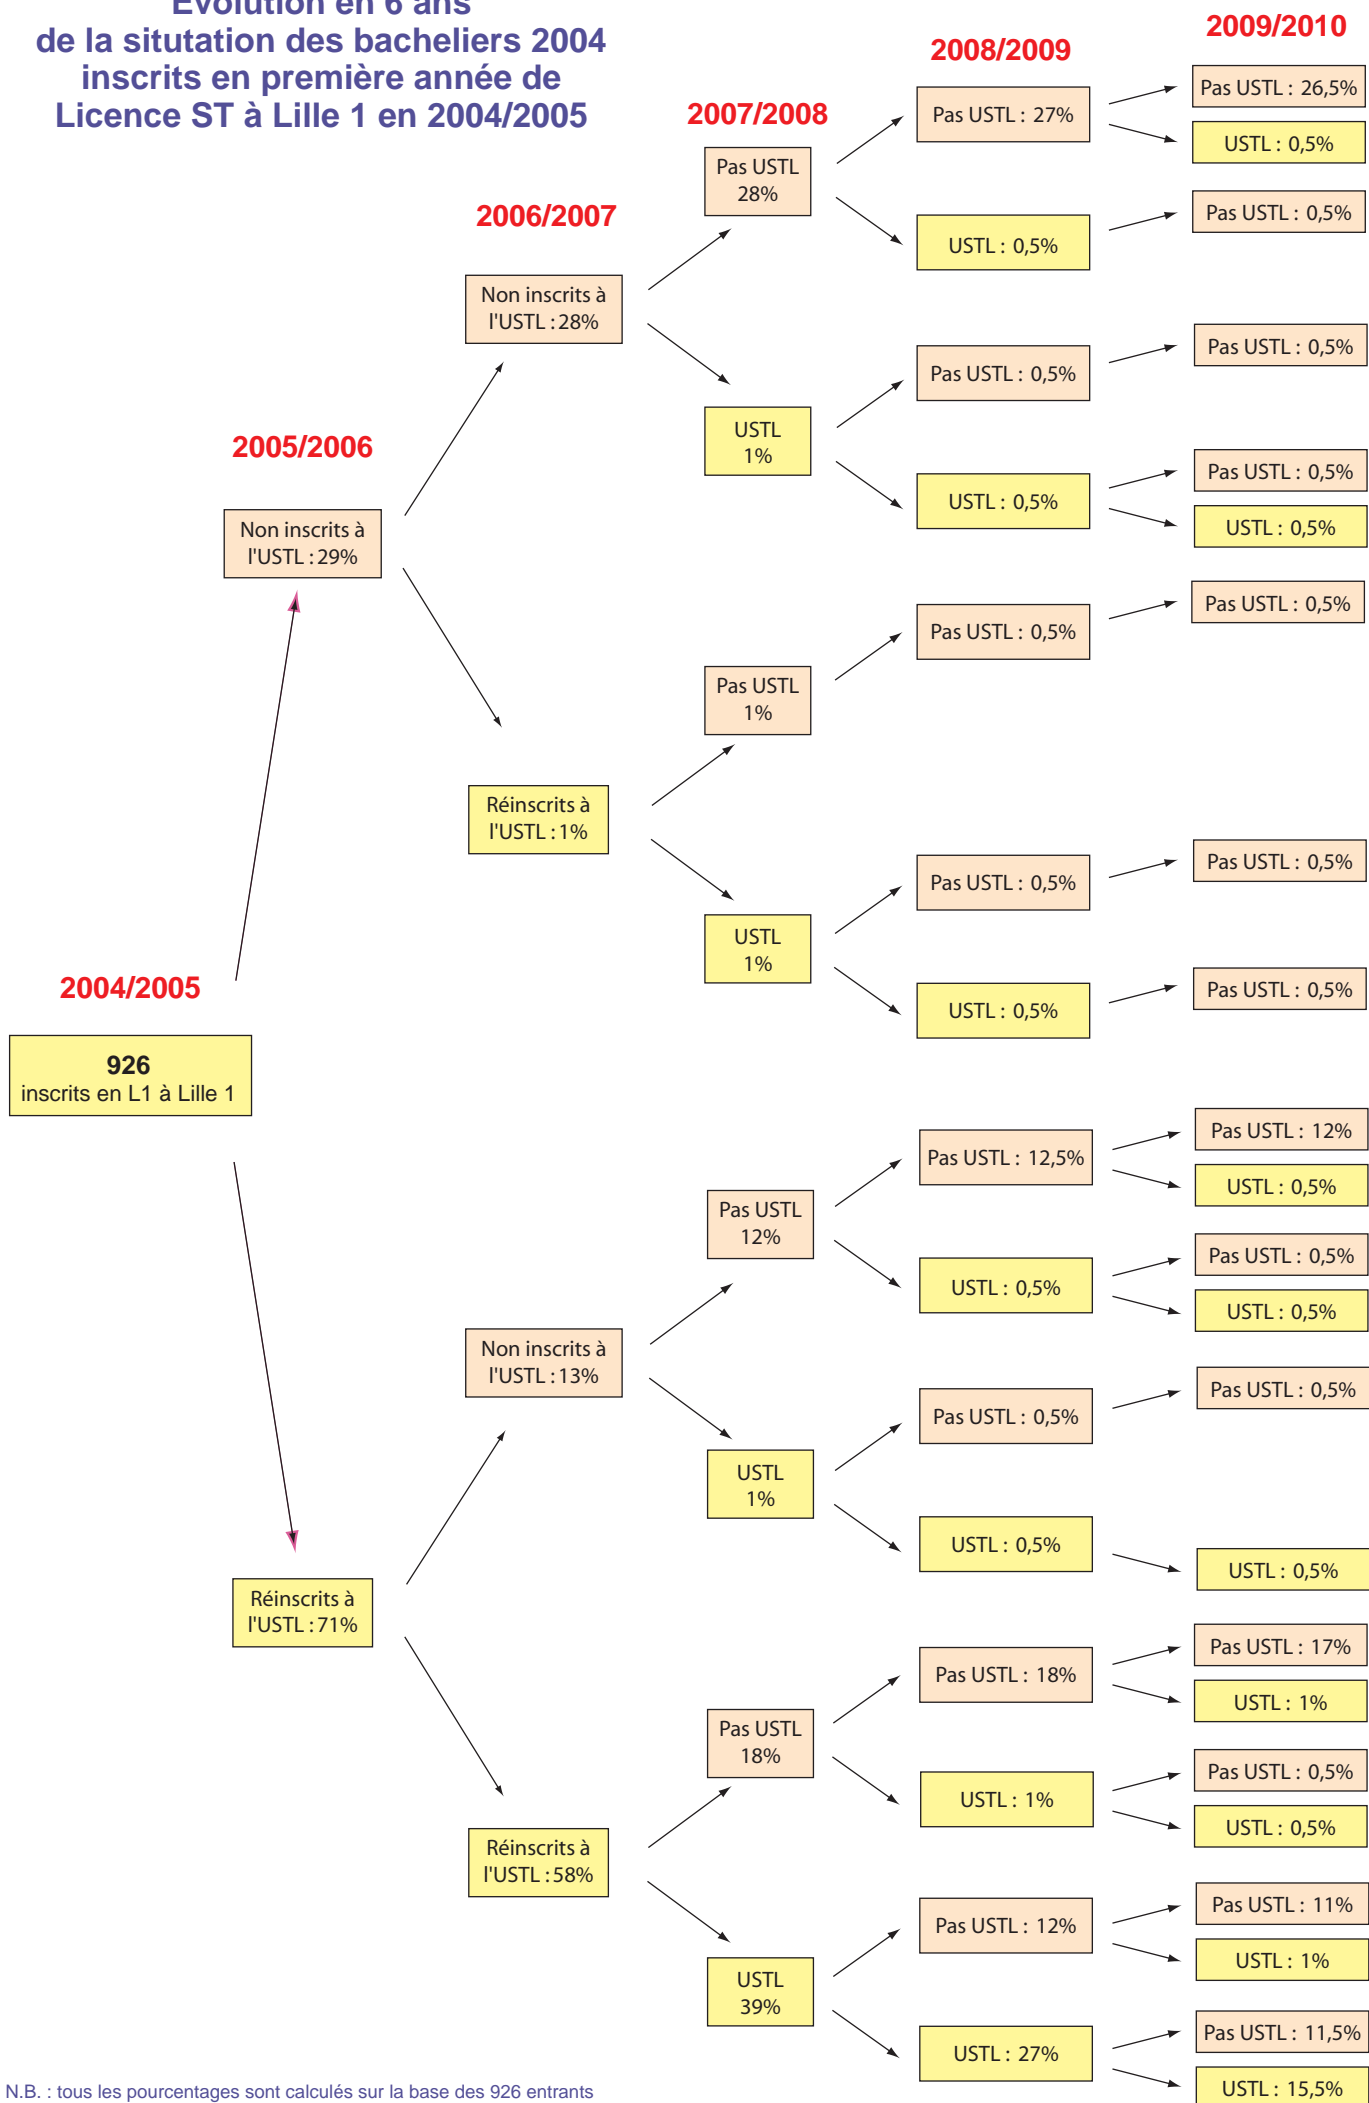 Evolution en 6 ans
de la situtation des bacheliers 2004
inscrits en première année de
Licence ST à Lille 1 en 2004/2005
2004/2005
926
inscrits en L1 à Lille 1
2005/2006
Non inscrits à
l'USTL : 29%
Réinscrits à
l'USTL : 71%
2006/2007
Non inscrits à
l'USTL : 28%
Réinscrits à
l'USTL : 1%
Non inscrits à
l'USTL : 13%
Réinscrits à
l'USTL : 58%
2007/2008
Pas USTL
28%
USTL
1%
Pas USTL
1%
USTL
1%
Pas USTL
12%
USTL
1%
Pas USTL
18%
USTL
39%
2008/2009
Pas USTL : 27%
USTL : 0,5%
Pas USTL : 0,5%
USTL : 0,5%
Pas USTL : 0,5%
Pas USTL : 0,5%
USTL : 0,5%
Pas USTL : 12,5%
USTL : 0,5%
Pas USTL : 0,5%
USTL : 0,5%
Pas USTL : 18%
USTL : 1%
Pas USTL : 12%
USTL : 27%
2009/2010
Pas USTL : 26,5%
USTL : 0,5%
Pas USTL : 0,5%
Pas USTL : 0,5%
Pas USTL : 0,5%
USTL : 0,5%
Pas USTL : 0,5%
Pas USTL : 0,5%
Pas USTL : 0,5%
Pas USTL : 12%
USTL : 0,5%
Pas USTL : 0,5%
USTL : 0,5%
Pas USTL : 0,5%
USTL : 0,5%
Pas USTL : 17%
USTL : 1%
Pas USTL : 0,5%
USTL : 0,5%
Pas USTL : 11%
USTL : 1%
Pas USTL : 11,5%
USTL : 15,5%
N.B. : tous les pourcentages sont calculés sur la base des 926 entrants